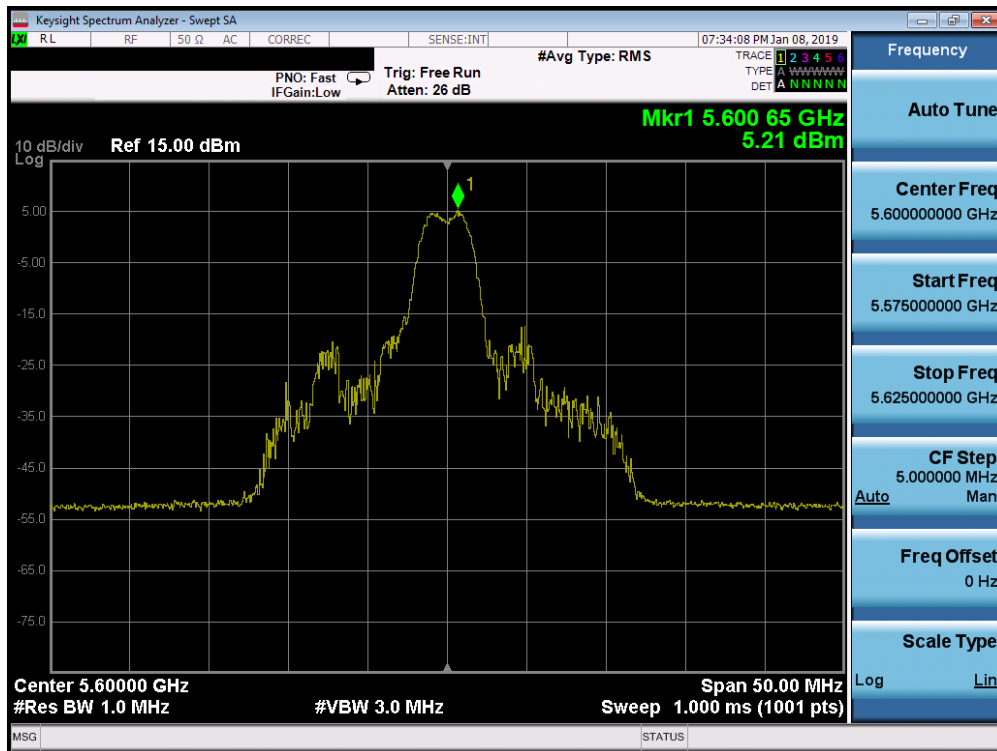 Keysight Spectrum Analyzer - Swept SA
LXI RL RF 50 Ω AC CORREC SENSE:INT 07:34:08 PM Jan 08, 2019
#Avg Type: RMS
TRACE 1 2 3 4 5 6
TYPE A WWWWW
DET A N N N N N
PNO: Fast
IFGain:Low
Trig: Free Run
Atten: 26 dB
Mkr1 5.600 65 GHz
5.21 dBm
10 dB/div Ref 15.00 dBm
Log
1
5.00
-5.00
-15.0
-25.0
-35.0
-45.0
-55.0
-65.0
-75.0
Center 5.60000 GHz Span 50.00 MHz
#Res BW 1.0 MHz #VBW 3.0 MHz Sweep 1.000 ms (1001 pts)
MSG STATUS
Frequency
Auto Tune
Center Freq
5.600000000 GHz
Start Freq
5.575000000 GHz
Stop Freq
5.625000000 GHz
CF Step
5.000000 MHz
Auto Man
Freq Offset
0 Hz
Scale Type
Log Lin